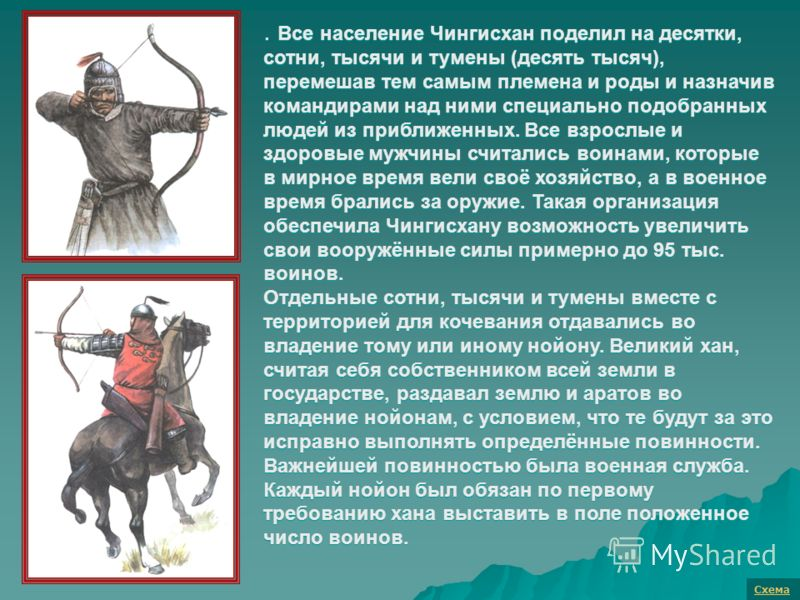 . Все население Чингисхан поделил на десятки,
сотни, тысячи и тумены (десять тысяч),
перемешав тем самым племена и роды и назначив
командирами над ними специально подобранных
людей из приближенных. Все взрослые и
здоровые мужчины считались воинами, которые
в мирное время вели своё хозяйство, а в военное
время брались за оружие. Такая организация
обеспечила Чингисхану возможность увеличить
свои вооружённые силы примерно до 95 тыс.
воинов.
Отдельные сотни, тысячи и тумены вместе с
территорией для кочевания отдавались во
владение тому или иному нойону. Великий хан,
считая себя собственником всей земли в
государстве, раздавал землю и аратов во
владение нойонам, с условием, что те будут за это
исправно выполнять определённые повинности.
Важнейшей повинностью была военная служба.
Каждый нойон был обязан по первому
требованию хана выставить в поле положенное
число воинов.
MyShared
Схема